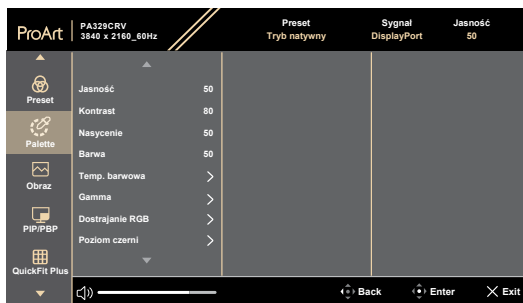 ProArt
PA329CRV
3840 x 2160_60Hz
Preset
Tryb natywny
Sygnał
DisplayPort
Jasność
50
Preset
Palette
Obraz
PIP/PBP
QuickFit Plus
Jasność 50
Kontrast 80
Nasycenie 50
Barwa 50
Temp. barwowa
Gamma
Dostrajanie RGB
Poziom czerni
Back
Enter
Exit